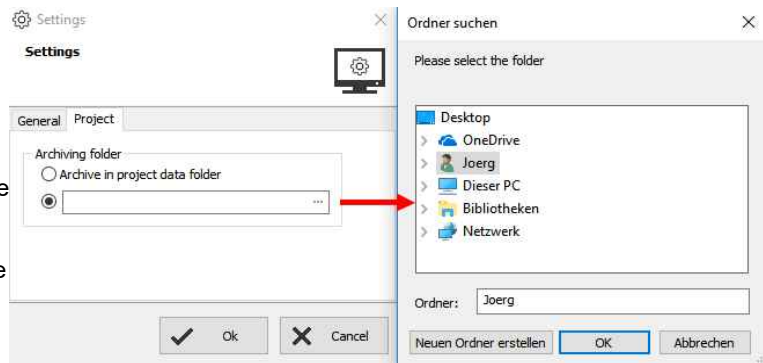 Settings
Settings
General Project
Archiving folder
Archive in project data folder
e
...
e
Ok Cancel
Ordner suchen
Please select the folder
Desktop
OneDrive
Joerg
Dieser PC
Bibliotheken
Netzwerk
Ordner: Joerg
Neuen Ordner erstellen OK Abbrechen